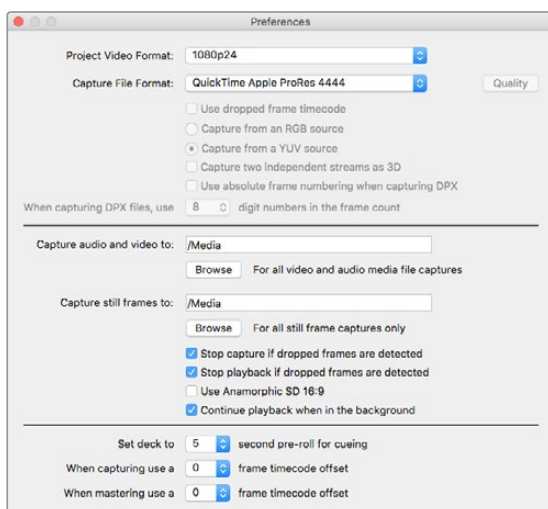 Preferences
Project Video Format: 1080p24
Capture File Format: QuickTime Apple ProRes 4444 Quality
Use dropped frame timecode
Capture from an RGB source
Capture from a YUV source
Capture two independent streams as 3D
Use absolute frame numbering when capturing DPX
When capturing DPX files, use 8 digit numbers in the frame count
Capture audio and video to: /Media
Browse For all video and audio media file captures
Capture still frames to: /Media
Browse For all still frame captures only
Stop capture if dropped frames are detected
Stop playback if dropped frames are detected
Use Anamorphic SD 16:9
Continue playback when in the background
Set deck to 5 second pre-roll for cueing
When capturing use a 0 frame timecode offset
When mastering use a 0 frame timecode offset